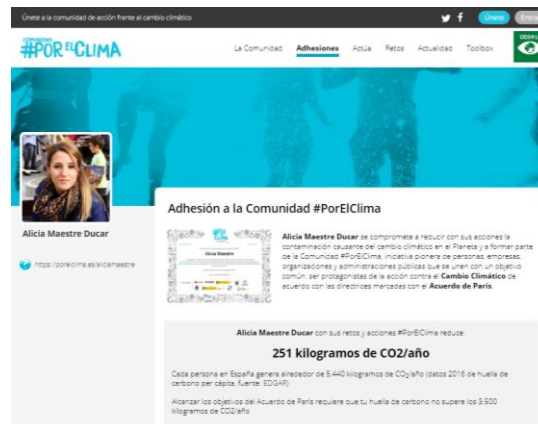 Únete a la comunidad de acción frente al cambio climático
Únete
Entra
COMUNIDAD
#POR EL CLIMA
La Comunidad Adhesiones Actúa Retos Actualidad Toolbox
Alicia Maestre Ducar
https://porelclima.es/aliciamaestre
Adhesión a la Comunidad #PorElClima
Alicia Maestre
Alicia Maestre Ducar se compromete a reducir con sus acciones la
contaminación causante del cambio climático en el Planeta y a formar parte
de la Comunidad #PorElClima, iniciativa pionera de personas, empresas,
organizaciones y administraciones públicas que se unen con un objetivo
común: ser protagonistas de la acción contra el Cambio Climático de
acuerdo con las directrices marcadas con el Acuerdo de París.
Alicia Maestre Ducar con sus retos y acciones #PorElClima reduce:
251 kilogramos de CO2/año
Cada persona en España genera alrededor de 5.440 kilogramos de CO2/año (datos 2016 de huella de
carbono per cápita, fuente: EDGAR)
Alcanzar los objetivos del Acuerdo de París requiere que tu huella de carbono no supere los 3.500
kilogramos de CO2/año